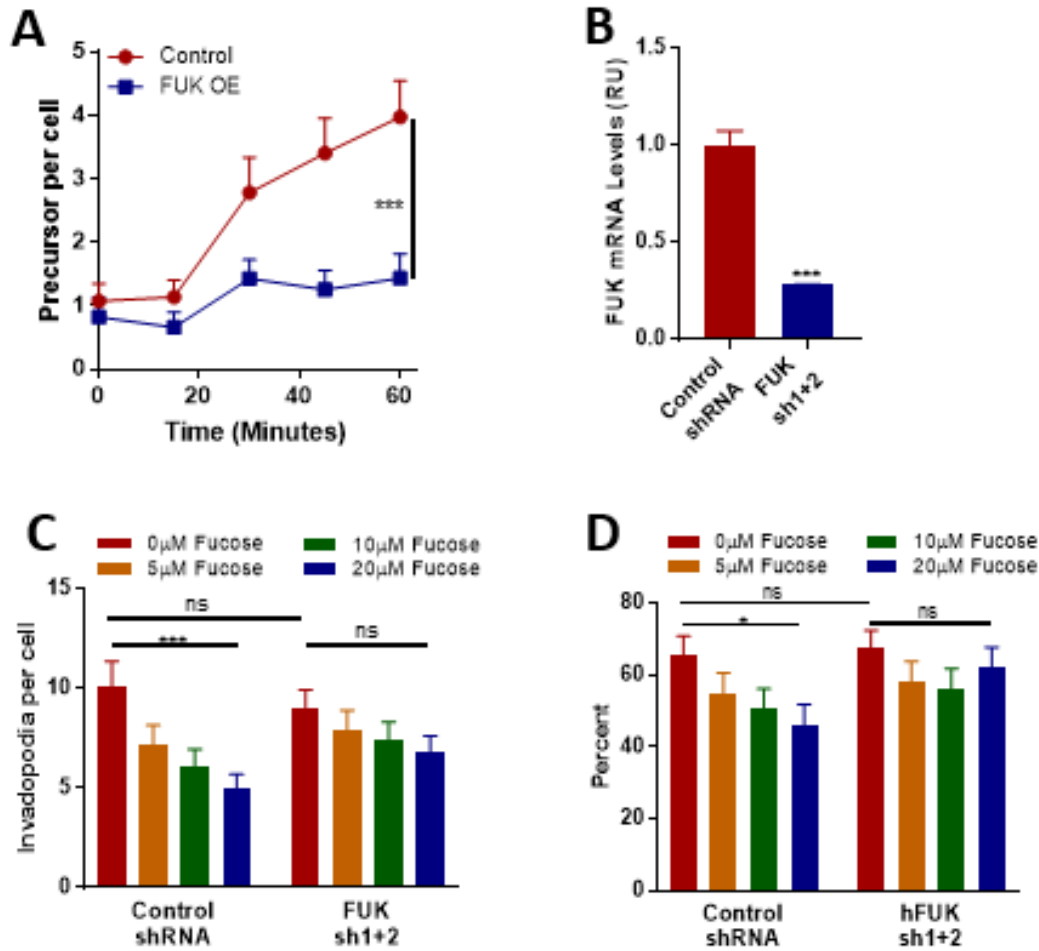 A
Control
FUK OE
Precursor per cell
5
4
3
2
1
0
***
0 20 40 60
Time (Minutes)
B
FUK mRNA Levels (RU)
1.5
1.0
0.5
0.0
***
Control
shRNA
FUK
sh1+2
C
0μM Fucose 10μM Fucose
5μM Fucose 20μM Fucose
Invadopodia per cell
15
10
5
0
ns
***
ns
Control
shRNA
FUK
sh1+2
D
0μM Fucose 10μM Fucose
5μM Fucose 20μM Fucose
Percent
80
60
40
20
0
ns
*
ns
Control
shRNA
hFUK
sh1+2